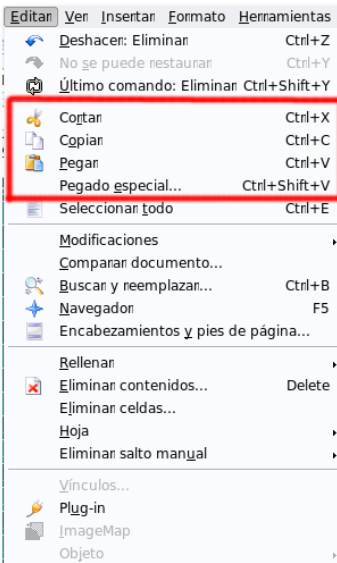 Editar Ver Insertar Formato Herramientas
Deshacer: Eliminar Ctrl+Z
No se puede restaurar Ctrl+Y
Último comando: Eliminar Ctrl+Shift+Y
Cortar Ctrl+X
Copiar Ctrl+C
Pegar Ctrl+V
Pegado especial... Ctrl+Shift+V
Seleccionar todo Ctrl+E
Modificaciones
Comparar documento...
Buscar y reemplazar... Ctrl+B
Navegador F5
Encabezamientos y pies de página...
Rellenar
Eliminar contenidos... Delete
Eliminar celdas...
Hoja
Eliminar salto manual
Vínculos...
Plug-in
ImageMap
Objeto